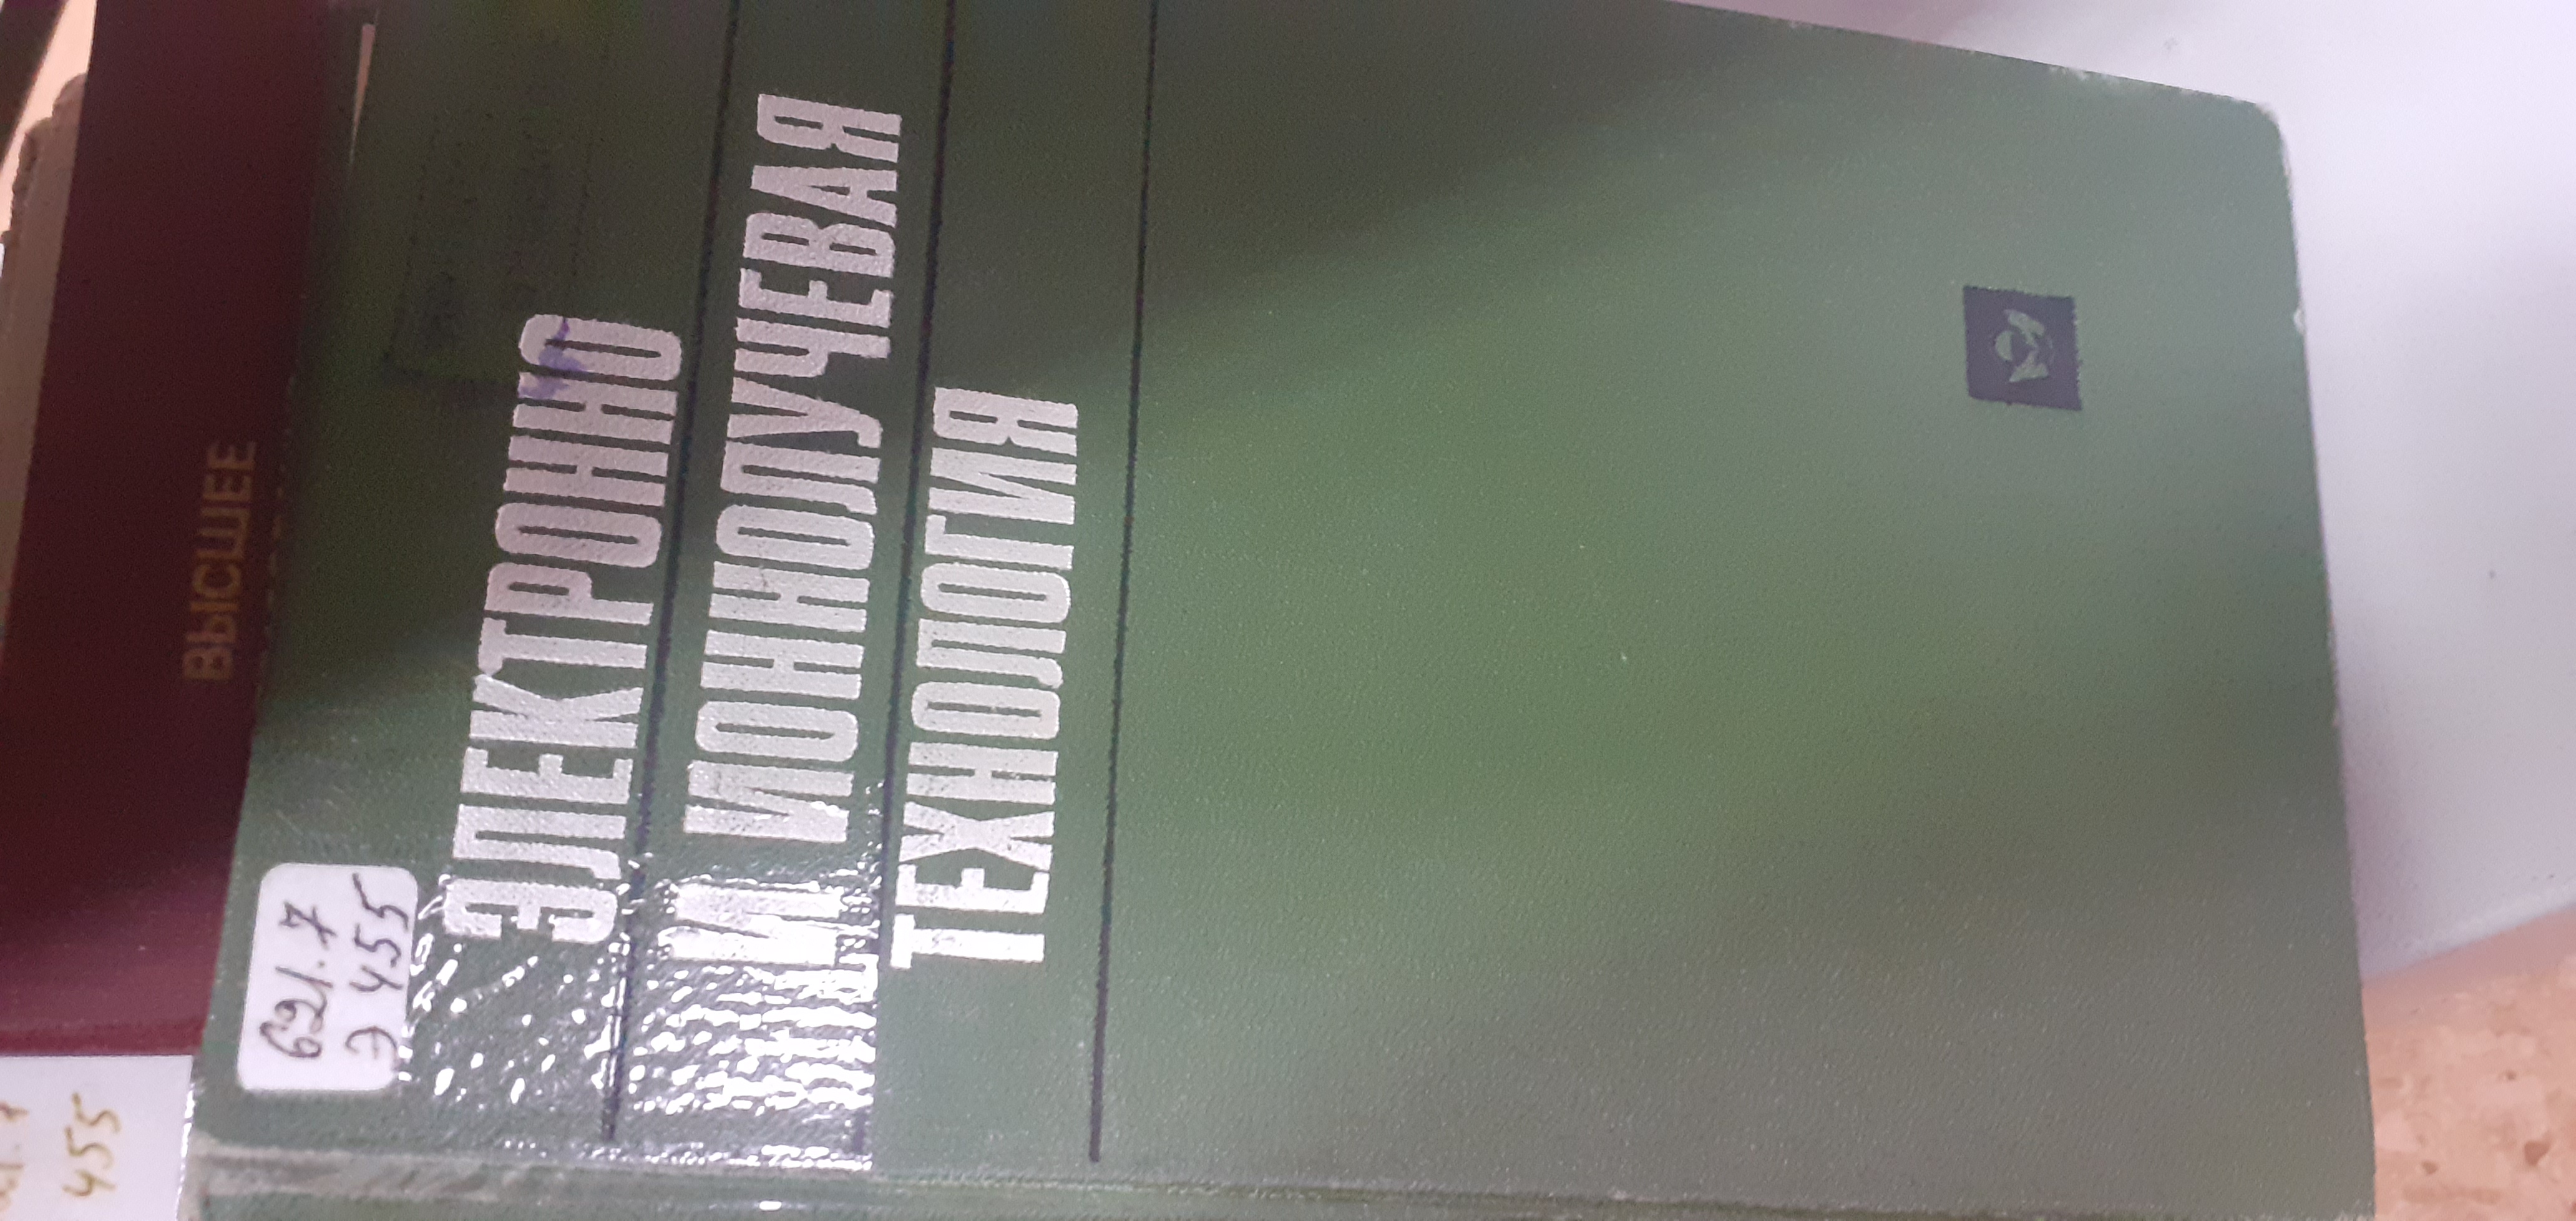 ЭЛЕКТРОННО
И ИОННОЛУЧЕВАЯ
ТЕХНОЛОГИЯ
621.7
Э 455
ВЫСШЕЕ
455